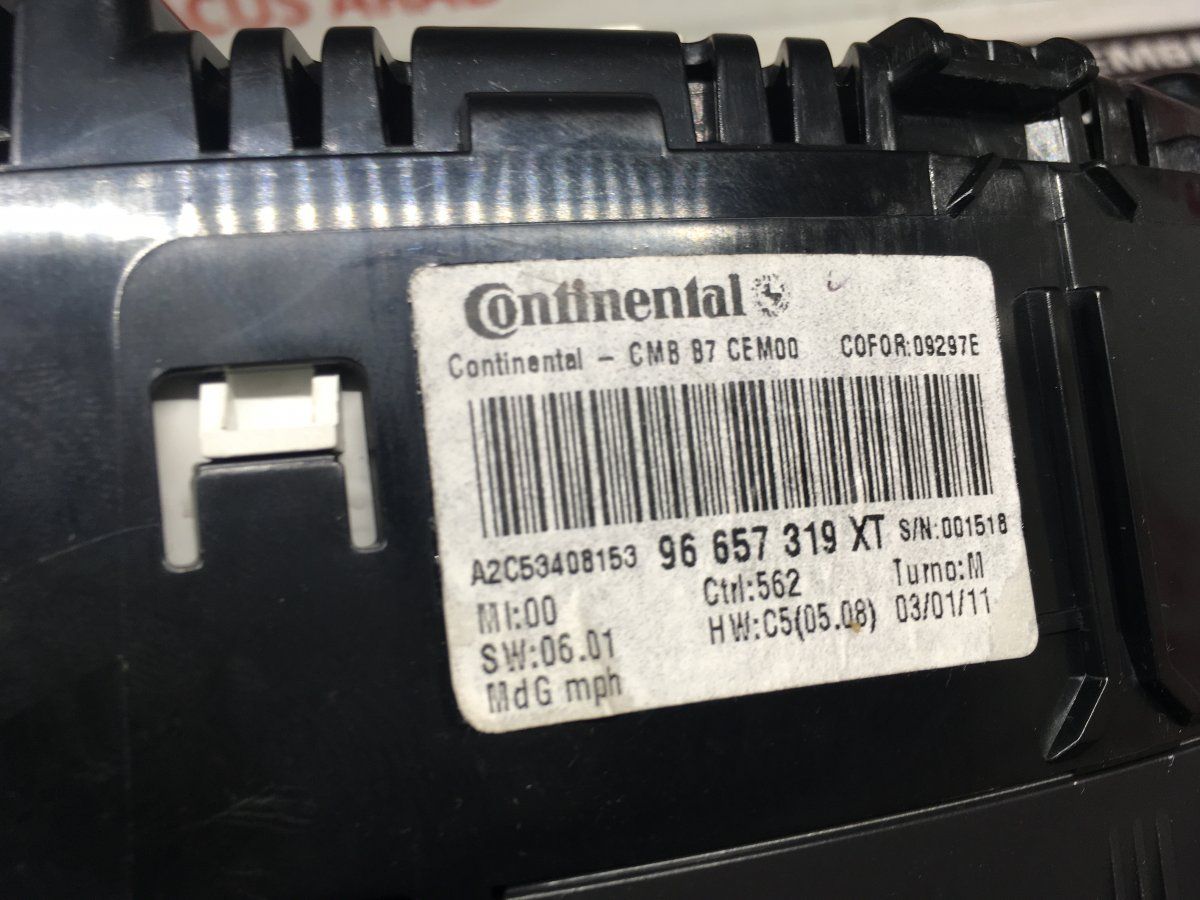 Continental
Continental - CMB B7 CEM00 COFOR:09297E
A2C53408153 96 657 319 XT S/N:001518
MI:00 Ctrl:562 Turno:M
SW:06.01 HW:C5(05.08) 03/01/11
MdG mph